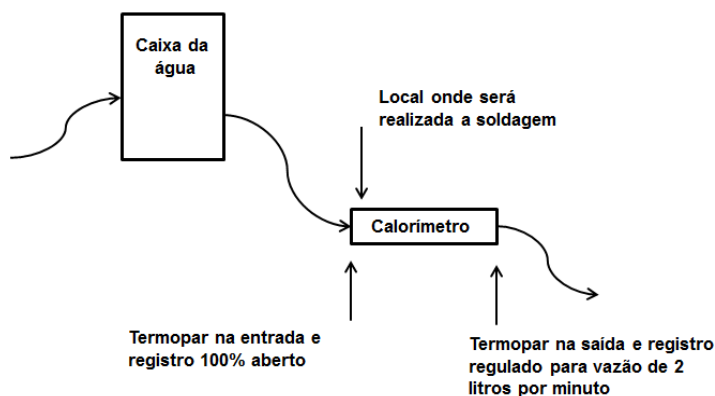 Caixa da
água
Local onde será
realizada a soldagem
Calorímetro
Termopar na entrada e
registro 100% aberto
Termopar na saída e registro
regulado para vazão de 2
litros por minuto